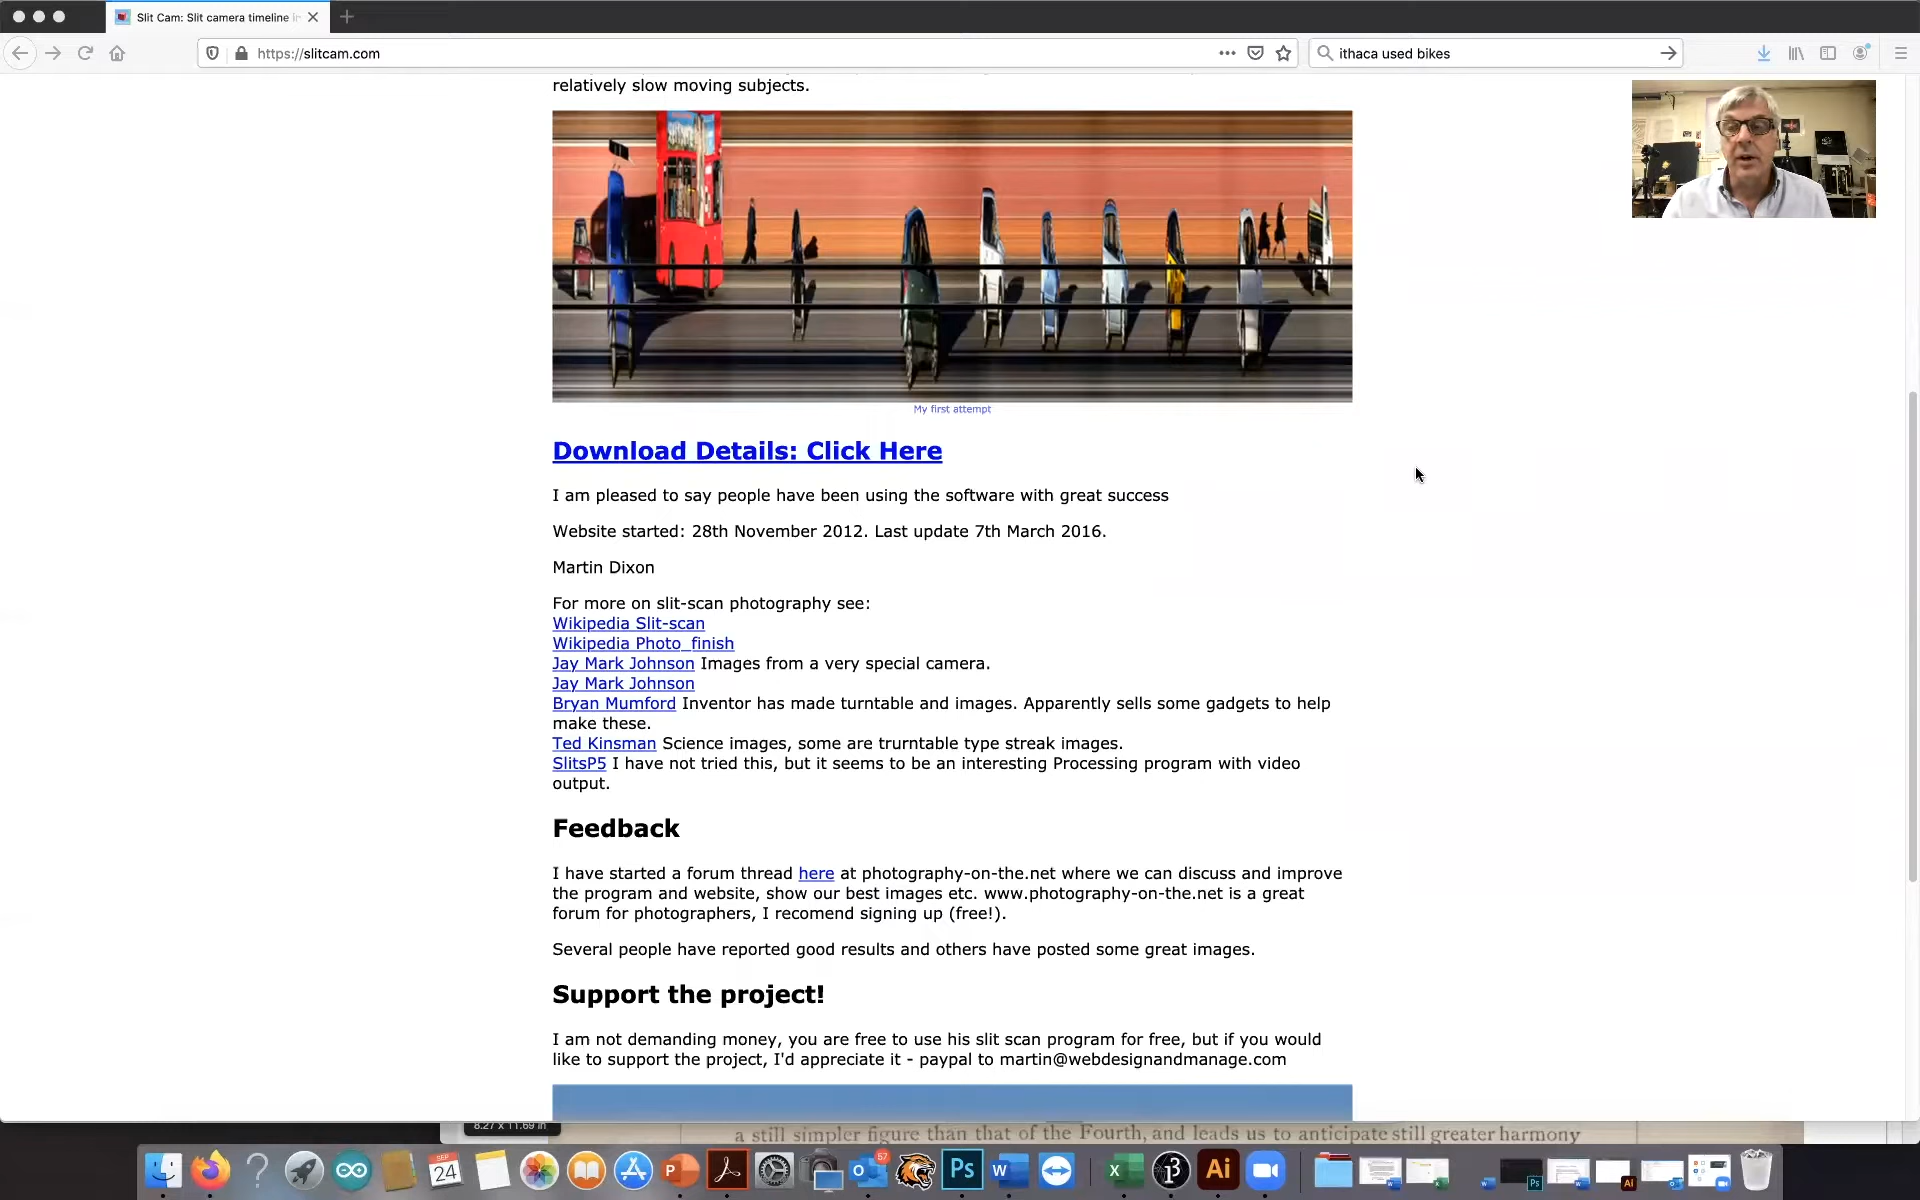 Slit Cam: Slit camera timeline
https://slitcam.com
ithaca used bikes
relatively slow moving subjects.
My first attempt
Download Details: Click Here
I am pleased to say people have been using the software with great success
Website started: 28th November 2012. Last update 7th March 2016.
Martin Dixon
For more on slit-scan photography see:
Wikipedia Slit-scan
Wikipedia Photo_finish
Jay Mark Johnson Images from a very special camera.
Jay Mark Johnson
Bryan Mumford Inventor has made turntable and images. Apparently sells some gadgets to help
make these.
Ted Kinsman Science images, some are trurntable type streak images.
SlitsP5 I have not tried this, but it seems to be an interesting Processing program with video
output.
Feedback
I have started a forum thread here at photography-on-the.net where we can discuss and improve
the program and website, show our best images etc. www.photography-on-the.net is a great
forum for photographers, I recomend signing up (free!).
Several people have reported good results and others have posted some great images.
Support the project!
I am not demanding money, you are free to use his slit scan program for free, but if you would
like to support the project, I'd appreciate it - paypal to martin@webdesignandmanage.com
8.27 x 11.69 in
a still simpler figure than that of the Fourth, and leads us to anticipate still greater harmony
SEP
24
P
O
57
Ps
W
X
Ai